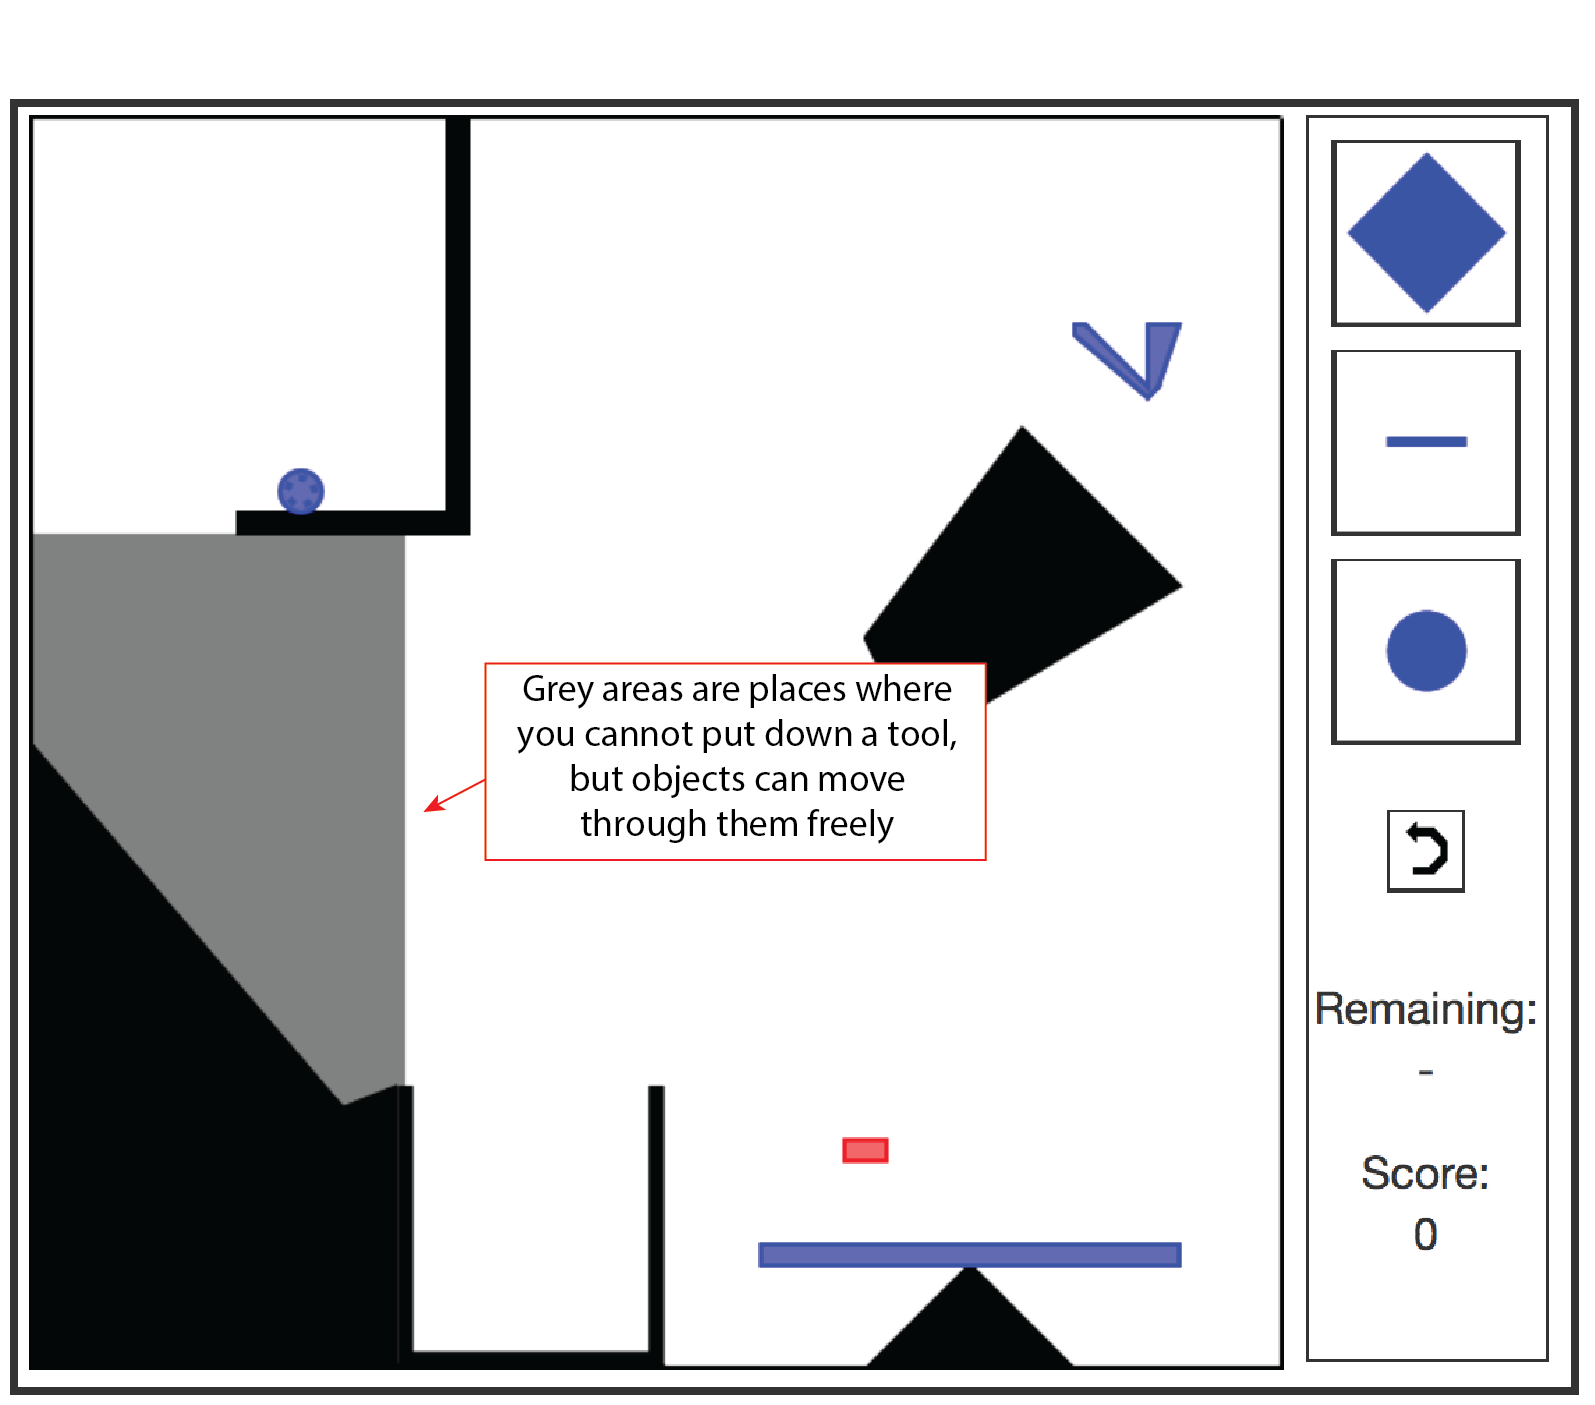 Grey areas are places where
you cannot put down a tool,
but objects can move
through them freely
Remaining:
-
Score:
0